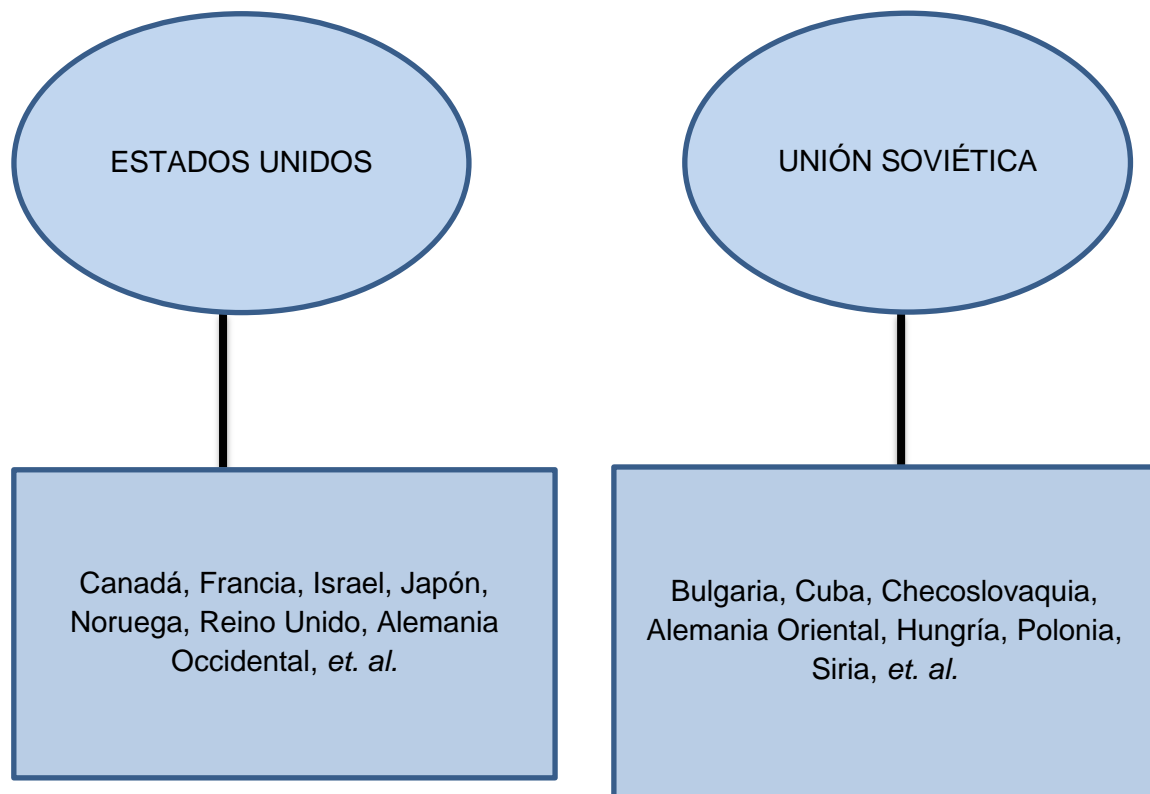 ESTADOS UNIDOS
UNIÓN SOVIÉTICA
Canadá, Francia, Israel, Japón,
Noruega, Reino Unido, Alemania
Occidental, et. al.
Bulgaria, Cuba, Checoslovaquia,
Alemania Oriental, Hungría, Polonia,
Siria, et. al.